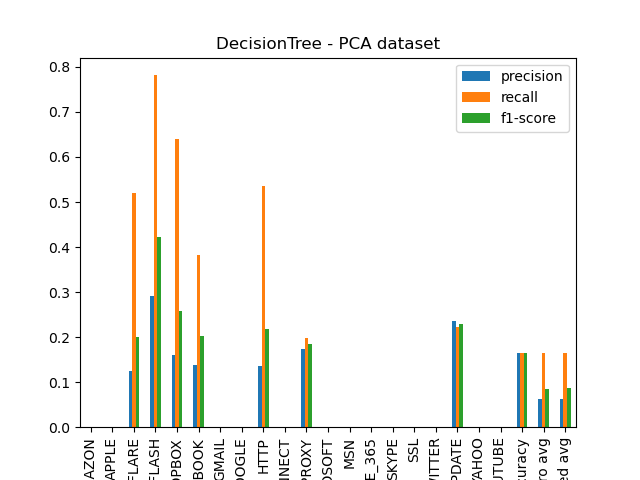 DecisionTree - PCA dataset
precision
recall
f1-score
0.8
0.7
0.6
0.5
0.4
0.3
0.2
0.1
0.0
AZON
APPLE
FLARE
FLASH
OPBOX
BOOK
GMAIL
OOGLE
HTTP
NNECT
PROXY
OSOFT
MSN
E_365
SKYPE
SSL
ITTER
PDATE
YAHOO
UTUBE
curacy
ro avg
ed avg